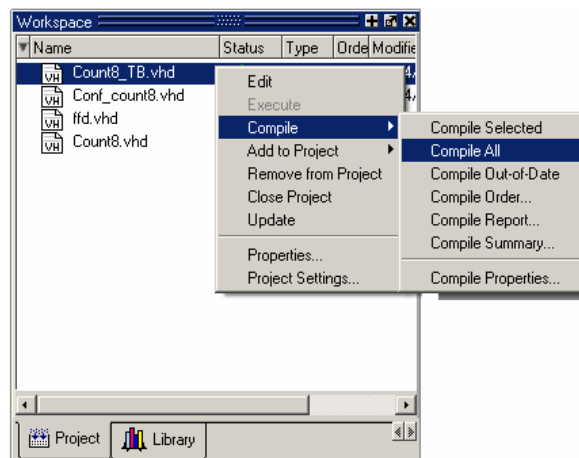 Workspace
Name Status Type Orde Modifie
Count8_TB.vhd
Conf_count8.vhd
ffd.vhd
Count8.vhd
Edit
Execute
Compile
Add to Project
Remove from Project
Close Project
Update
Properties...
Project Settings...
Compile Selected
Compile All
Compile Out-of-Date
Compile Order...
Compile Report...
Compile Summary...
Compile Properties...
Project Library